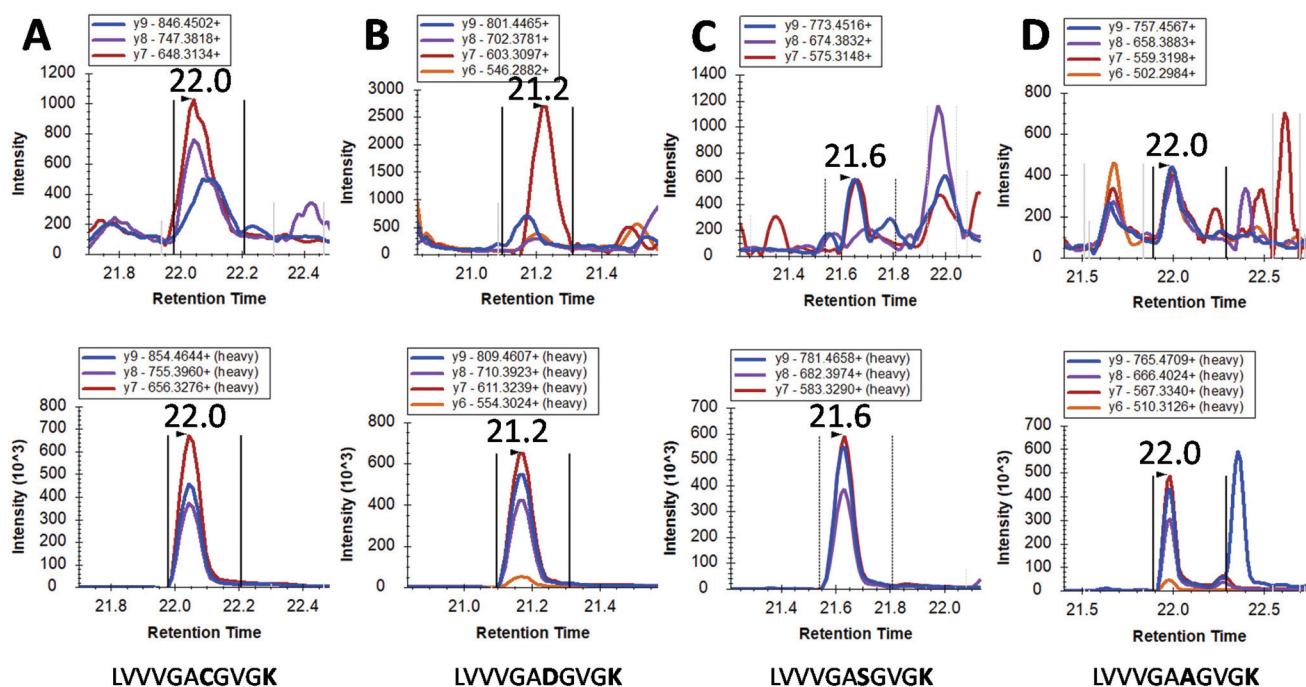 A
y9 - 846.4502+
y8 - 747.3818+
y7 - 648.3134+
1200
1000
800
600
400
200
0
Intensity
22.0
21.8
22.0
22.2
22.4
Retention Time
B
y9 - 801.4465+
y8 - 702.3781+
y7 - 603.3097+
y6 - 546.2882+
3000
2500
2000
1500
1000
500
0
Intensity
21.2
21.0
21.2
21.4
Retention Time
C
y9 - 773.4516+
y8 - 674.3832+
y7 - 575.3148+
1400
1200
1000
800
600
400
200
0
Intensity
21.6
21.4
21.6
21.8
22.0
Retention Time
D
y9 - 757.4567+
y8 - 658.3883+
y7 - 559.3198+
y6 - 502.2984+
800
600
400
200
0
Intensity
22.0
21.5
22.0
22.5
Retention Time
y9 - 854.4644+ (heavy)
y8 - 755.3960+ (heavy)
y7 - 656.3276+ (heavy)
800
700
600
500
400
300
200
100
0
Intensity (10^3)
22.0
21.8
22.0
22.2
22.4
Retention Time
LVVVGACGVGK
y9 - 809.4607+ (heavy)
y8 - 710.3923+ (heavy)
y7 - 611.3239+ (heavy)
y6 - 554.3024+ (heavy)
800
600
400
200
0
Intensity (10^3)
21.2
21.0
21.2
21.4
Retention Time
LVVVGADGVGK
y9 - 781.4658+ (heavy)
y8 - 682.3974+ (heavy)
y7 - 583.3290+ (heavy)
700
600
500
400
300
200
100
0
Intensity (10^3)
21.6
21.4
21.6
21.8
22.0
Retention Time
LVVVGASGVGK
y9 - 765.4709+ (heavy)
y8 - 666.4024+ (heavy)
y7 - 567.3340+ (heavy)
y6 - 510.3126+ (heavy)
700
600
500
400
300
200
100
0
Intensity (10^3)
22.0
21.5
22.0
22.5
Retention Time
LVVVGAAGVGK